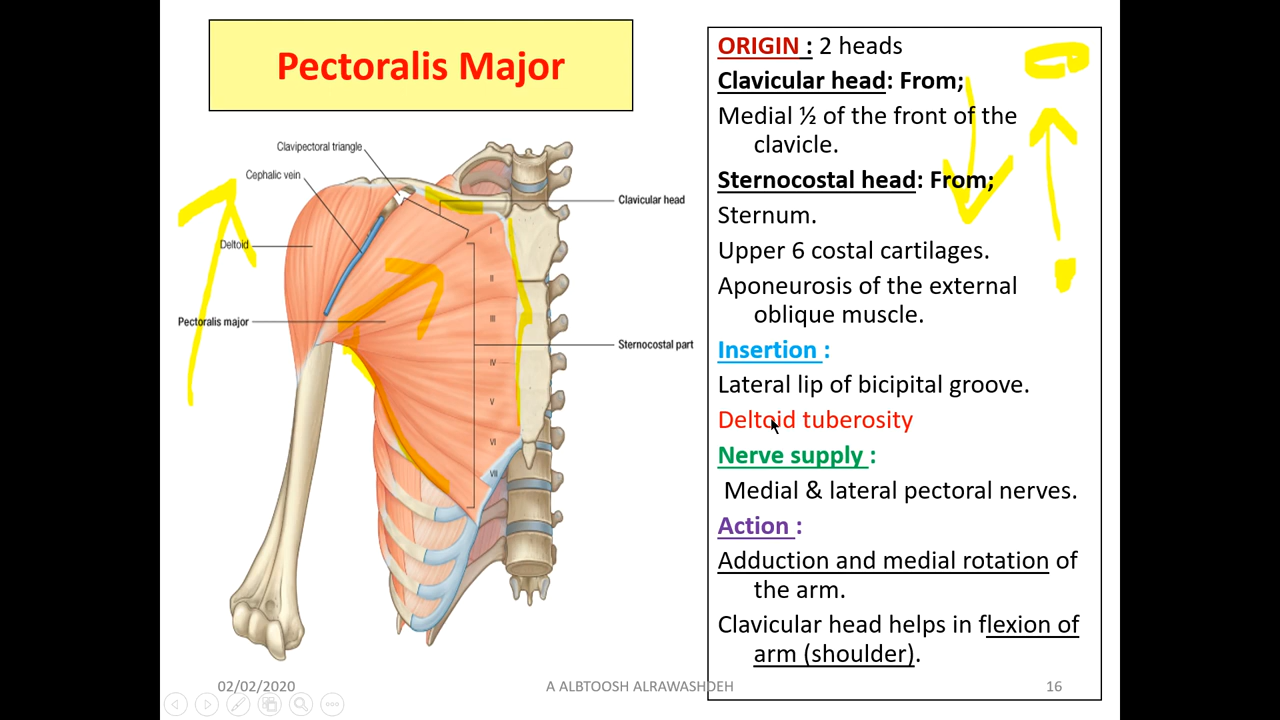 Pectoralis Major
Clavipectoral triangle
Cephalic vein
Clavicular head
Deltoid
Pectoralis major
Sternocostal part
I
II
III
IV
V
VI
VII
ORIGIN : 2 heads
Clavicular head: From;
Medial ½ of the front of the
clavicle.
Sternocostal head: From;
Sternum.
Upper 6 costal cartilages.
Aponeurosis of the external
oblique muscle.
Insertion :
Lateral lip of bicipital groove.
Deltoid tuberosity
Nerve supply :
Medial & lateral pectoral nerves.
Action :
Adduction and medial rotation of
the arm.
Clavicular head helps in flexion of
arm (shoulder).
02/02/2020
A ALBTOOSH ALRAWASHDEH
16